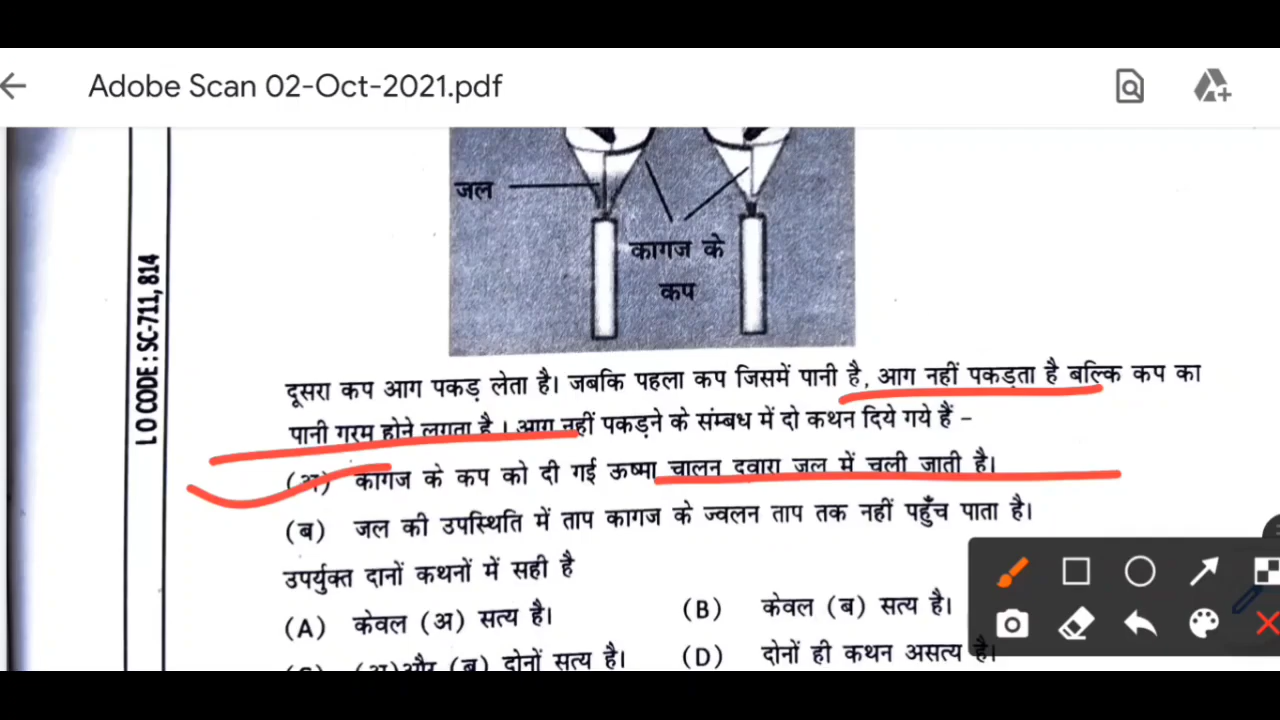 Adobe Scan 02-Oct-2021.pdf
जल
कागज के
कप
LO CODE : SC-711, 814
दूसरा कप आग पकड़ लेता है। जबकि पहला कप जिसमें पानी है, आग नहीं पकड़ता है बल्कि कप का
पानी गरम होने लगता है। आग नहीं पकड़ने के संम्बध में दो कथन दिये गये हैं –
(अ) कागज के कप को दी गई ऊष्मा चालन दवारा जल में चली जाती है।
(ब) जल की उपस्थिति में ताप कागज के ज्वलन ताप तक नहीं पहुँच पाता है।
उपर्युक्त दानों कथनों में सही है
(A) केवल (अ) सत्य है। (B) केवल (ब) सत्य है।
(C) (अ)और (ब) दोनों सत्य है। (D) दोनों ही कथन असत्य है।